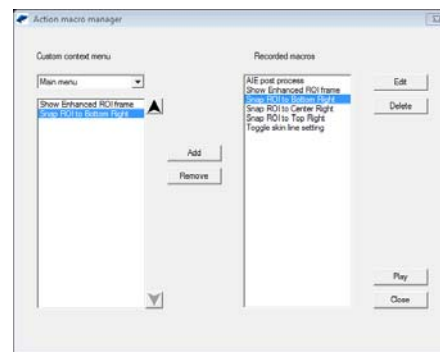 Action macro manager
Custom context menu
Main menu
Show Enhanced ROI frame
Snap ROI to Bottom Right
Add
Remove
Recorded macros
AIE post process
Show Enhanced ROI frame
Snap ROI to Bottom Right
Snap ROI to Center Right
Snap ROI to Top Right
Toggle skin line setting
Edit
Delete
Play
Close